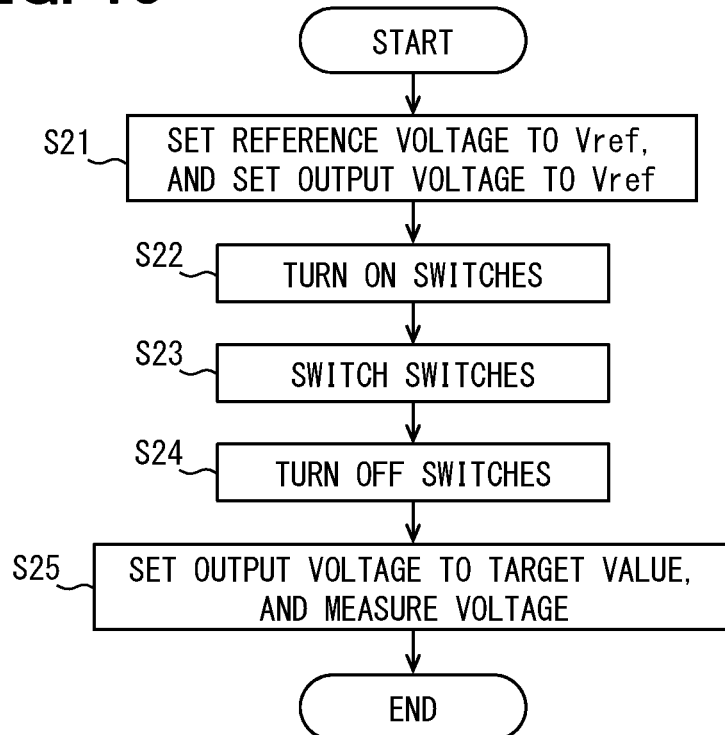 START
S21
SET REFERENCE VOLTAGE TO Vref,
AND SET OUTPUT VOLTAGE TO Vref
S22
TURN ON SWITCHES
S23
SWITCH SWITCHES
S24
TURN OFF SWITCHES
S25
SET OUTPUT VOLTAGE TO TARGET VALUE,
AND MEASURE VOLTAGE
END